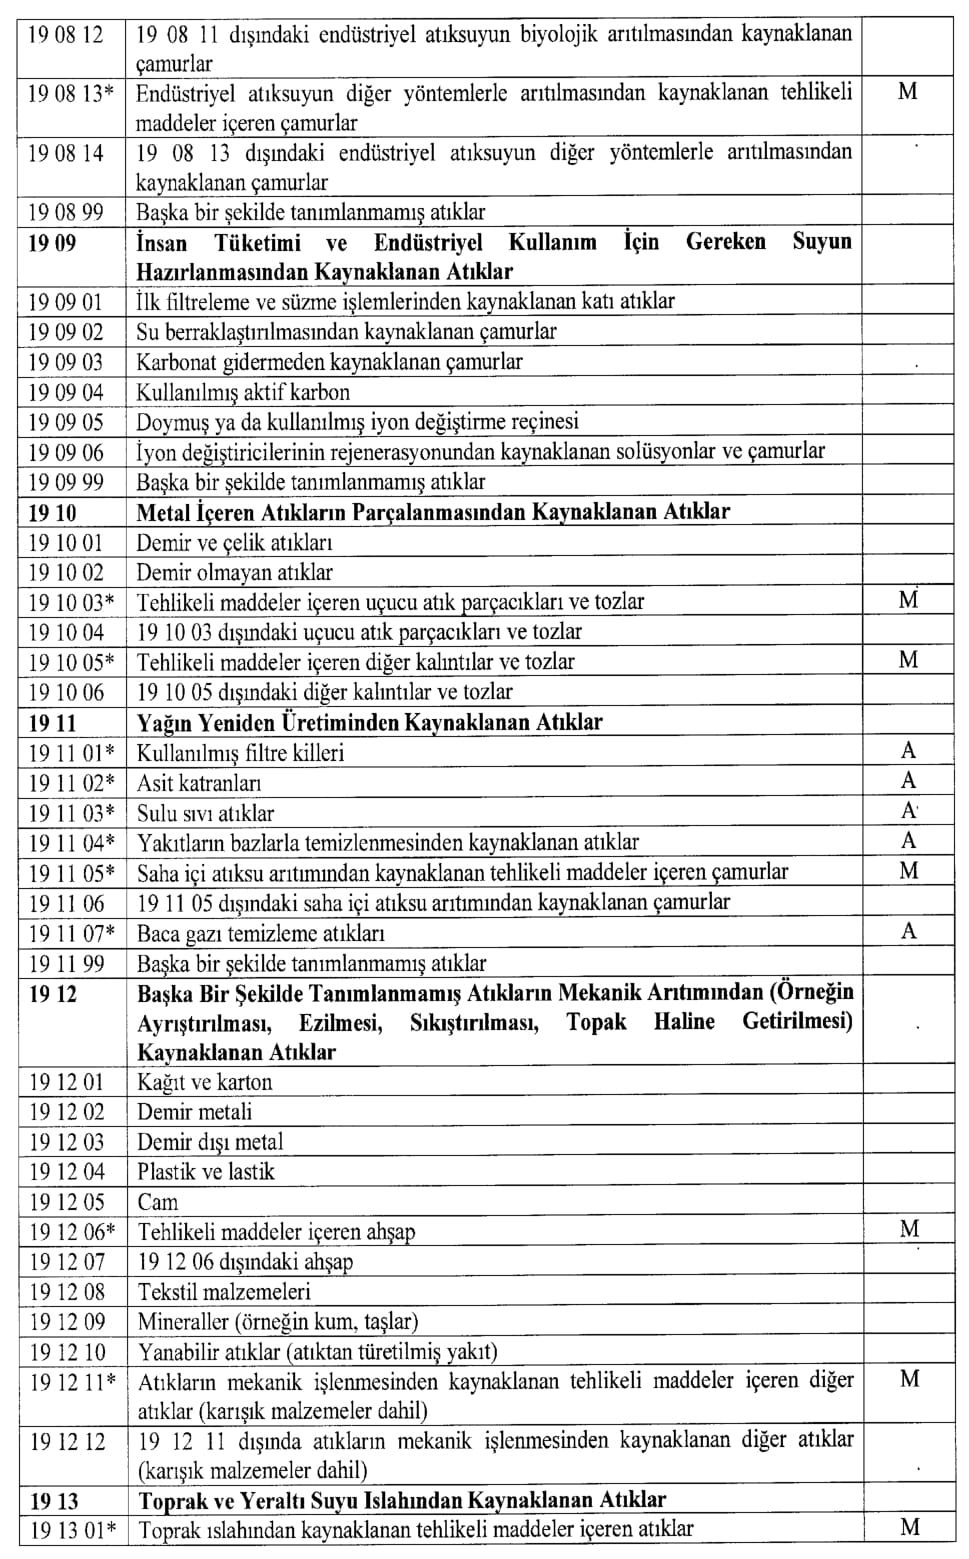 19 08 12 19 08 11 dışındaki endüstriyel atıksuyun biyolojik arıtılmasından kaynaklanan
çamurlar
19 08 13* Endüstriyel atıksuyun diğer yöntemlerle arıtılmasından kaynaklanan tehlikeli M
maddeler içeren çamurlar
19 08 14 19 08 13 dışındaki endüstriyel atıksuyun diğer yöntemlerle arıtılmasından
kaynaklanan çamurlar
19 08 99 Başka bir şekilde tanımlanmamış atıklar
19 09 İnsan Tüketimi ve Endüstriyel Kullanım İçin Gereken Suyun
Hazırlanmasından Kaynaklanan Atıklar
19 09 01 İlk filtreleme ve süzme işlemlerinden kaynaklanan katı atıklar
19 09 02 Su berraklaştırılmasından kaynaklanan çamurlar
19 09 03 Karbonat gidermeden kaynaklanan çamurlar
19 09 04 Kullanılmış aktif karbon
19 09 05 Doymuş ya da kullanılmış iyon değiştirme reçinesi
19 09 06 İyon değiştiricilerinin rejenerasyonundan kaynaklanan solüsyonlar ve çamurlar
19 09 99 Başka bir şekilde tanımlanmamış atıklar
19 10 Metal İçeren Atıkların Parçalanmasından Kaynaklanan Atıklar
19 10 01 Demir ve çelik atıkları
19 10 02 Demir olmayan atıklar
19 10 03* Tehlikeli maddeler içeren uçucu atık parçacıkları ve tozlar M
19 10 04 19 10 03 dışındaki uçucu atık parçacıkları ve tozlar
19 10 05* Tehlikeli maddeler içeren diğer kalıntılar ve tozlar M
19 10 06 19 10 05 dışındaki diğer kalıntılar ve tozlar
19 11 Yağın Yeniden Üretiminden Kaynaklanan Atıklar
19 11 01* Kullanılmış filtre killeri A
19 11 02* Asit katranları A
19 11 03* Sulu sıvı atıklar A
19 11 04* Yakıtların bazlarla temizlenmesinden kaynaklanan atıklar A
19 11 05* Saha içi atıksu arıtımından kaynaklanan tehlikeli maddeler içeren çamurlar M
19 11 06 19 11 05 dışındaki saha içi atıksu arıtımından kaynaklanan çamurlar
19 11 07* Baca gazı temizleme atıkları A
19 11 99 Başka bir şekilde tanımlanmamış atıklar
19 12 Başka Bir Şekilde Tanımlanmamış Atıkların Mekanik Arıtımından (Örneğin
Ayrıştırılması, Ezilmesi, Sıkıştırılması, Topak Haline Getirilmesi)
Kaynaklanan Atıklar
19 12 01 Kağıt ve karton
19 12 02 Demir metali
19 12 03 Demir dışı metal
19 12 04 Plastik ve lastik
19 12 05 Cam
19 12 06* Tehlikeli maddeler içeren ahşap M
19 12 07 19 12 06 dışındaki ahşap
19 12 08 Tekstil malzemeleri
19 12 09 Mineraller (örneğin kum, taşlar)
19 12 10 Yanabilir atıklar (atıktan türetilmiş yakıt)
19 12 11* Atıkların mekanik işlenmesinden kaynaklanan tehlikeli maddeler içeren diğer M
atıklar (karışık malzemeler dahil)
19 12 12 19 12 11 dışında atıkların mekanik işlenmesinden kaynaklanan diğer atıklar
(karışık malzemeler dahil)
19 13 Toprak ve Yeraltı Suyu Islahından Kaynaklanan Atıklar
19 13 01* Toprak ıslahından kaynaklanan tehlikeli maddeler içeren atıklar M